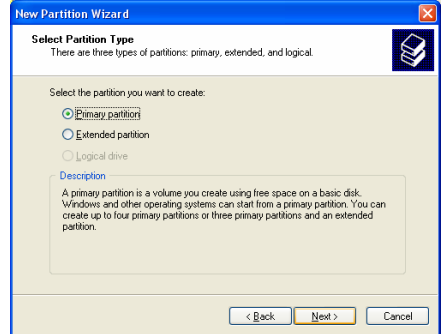 New Partition Wizard
Select Partition Type
There are three types of partitions: primary, extended, and logical.
Select the partition you want to create:
Primary partition
Extended partition
Logical drive
Description
A primary partition is a volume you create using free space on a basic disk.
Windows and other operating systems can start from a primary partition. You can
create up to four primary partitions or three primary partitions and an extended
partition.
< Back
Next >
Cancel